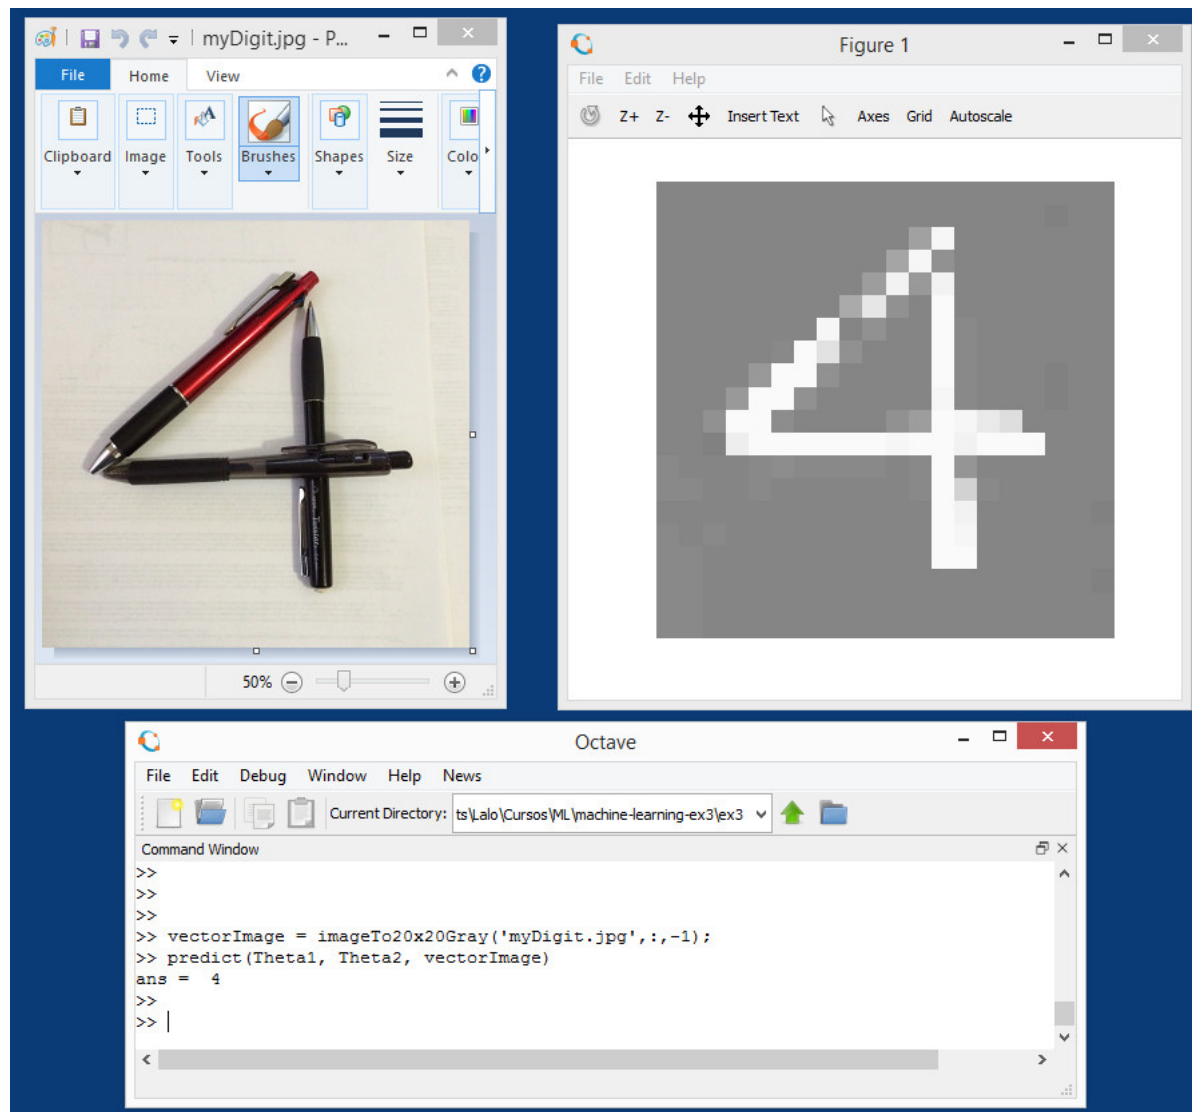 myDigit.jpg - P...
File Home View
Clipboard Image Tools Brushes Shapes Size Colo
50%
Figure 1
File Edit Help
Z+ Z- Insert Text Axes Grid Autoscale
Octave
File Edit Debug Window Help News
Current Directory: ts\Lalo\Cursos\ML\machine-learning-ex3\ex3
Command Window
>>
>>
>>
>> vectorImage = imageTo20x20Gray('myDigit.jpg',:,-1);
>> predict(Theta1, Theta2, vectorImage)
ans =  4
>>
>>